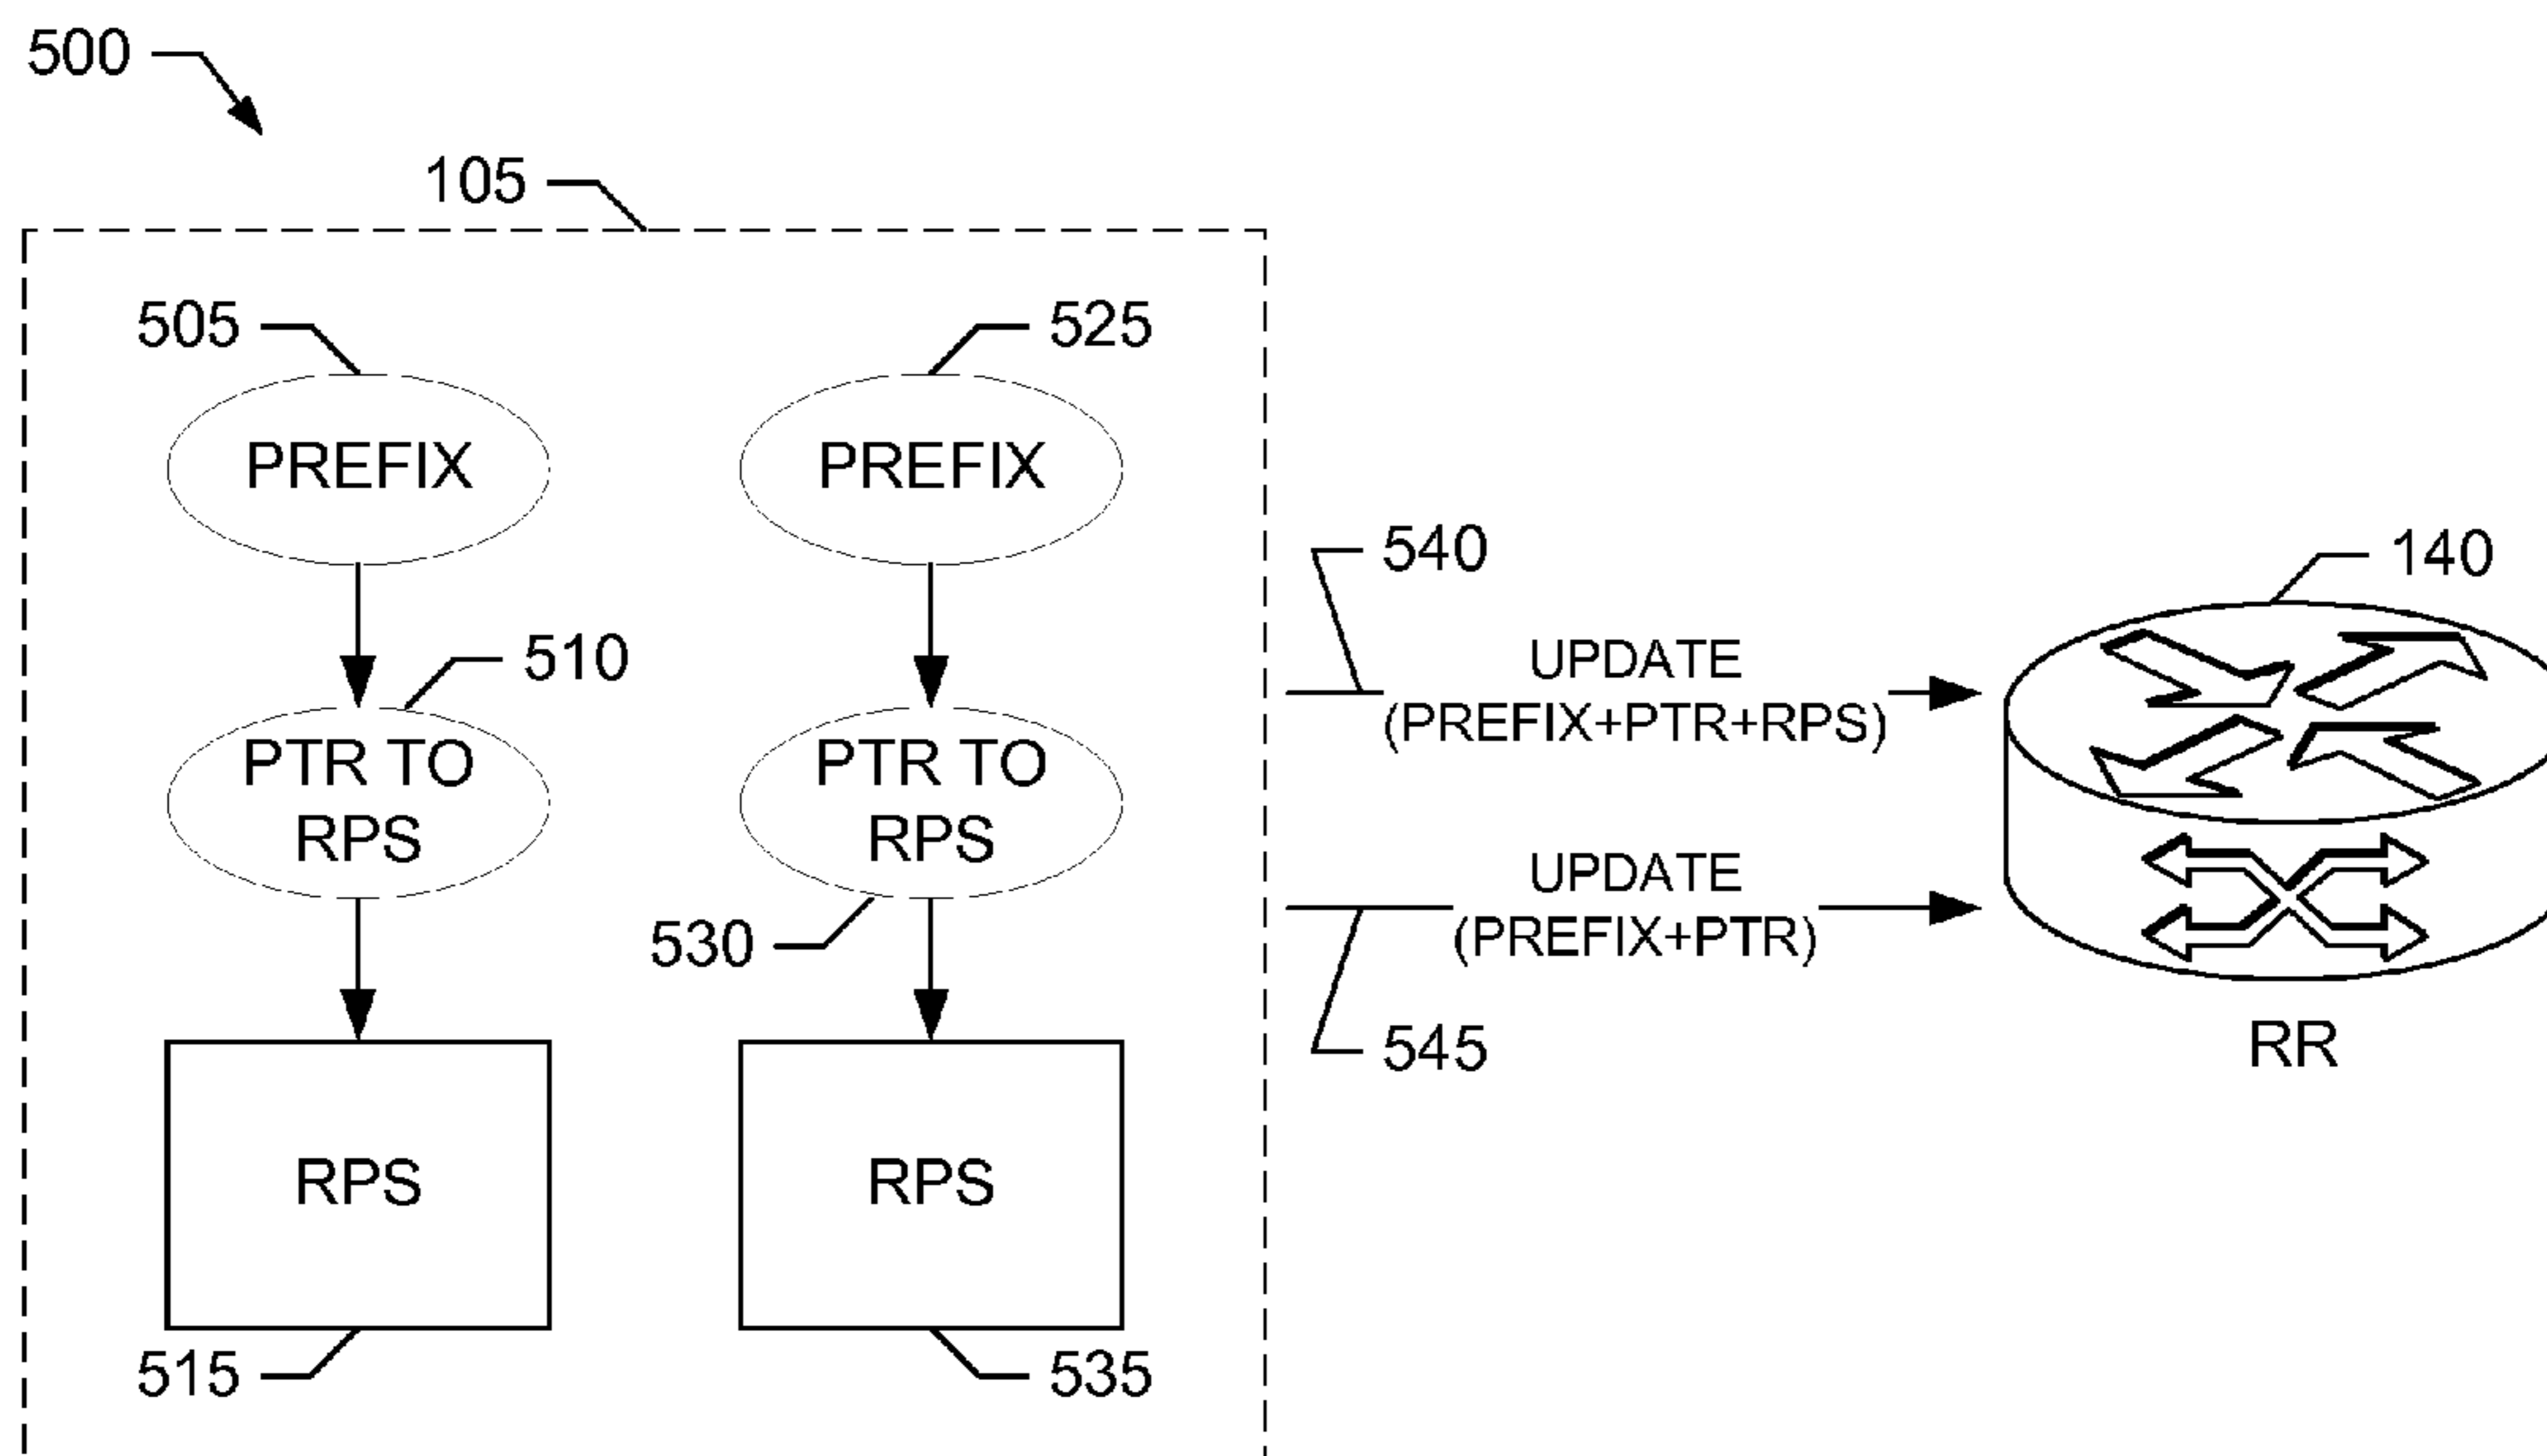 500
105
505
525
PREFIX
PREFIX
510
PTR TO
RPS
PTR TO
RPS
530
RPS
RPS
515
535
540
UPDATE
(PREFIX+PTR+RPS)
UPDATE
(PREFIX+PTR)
545
140
RR